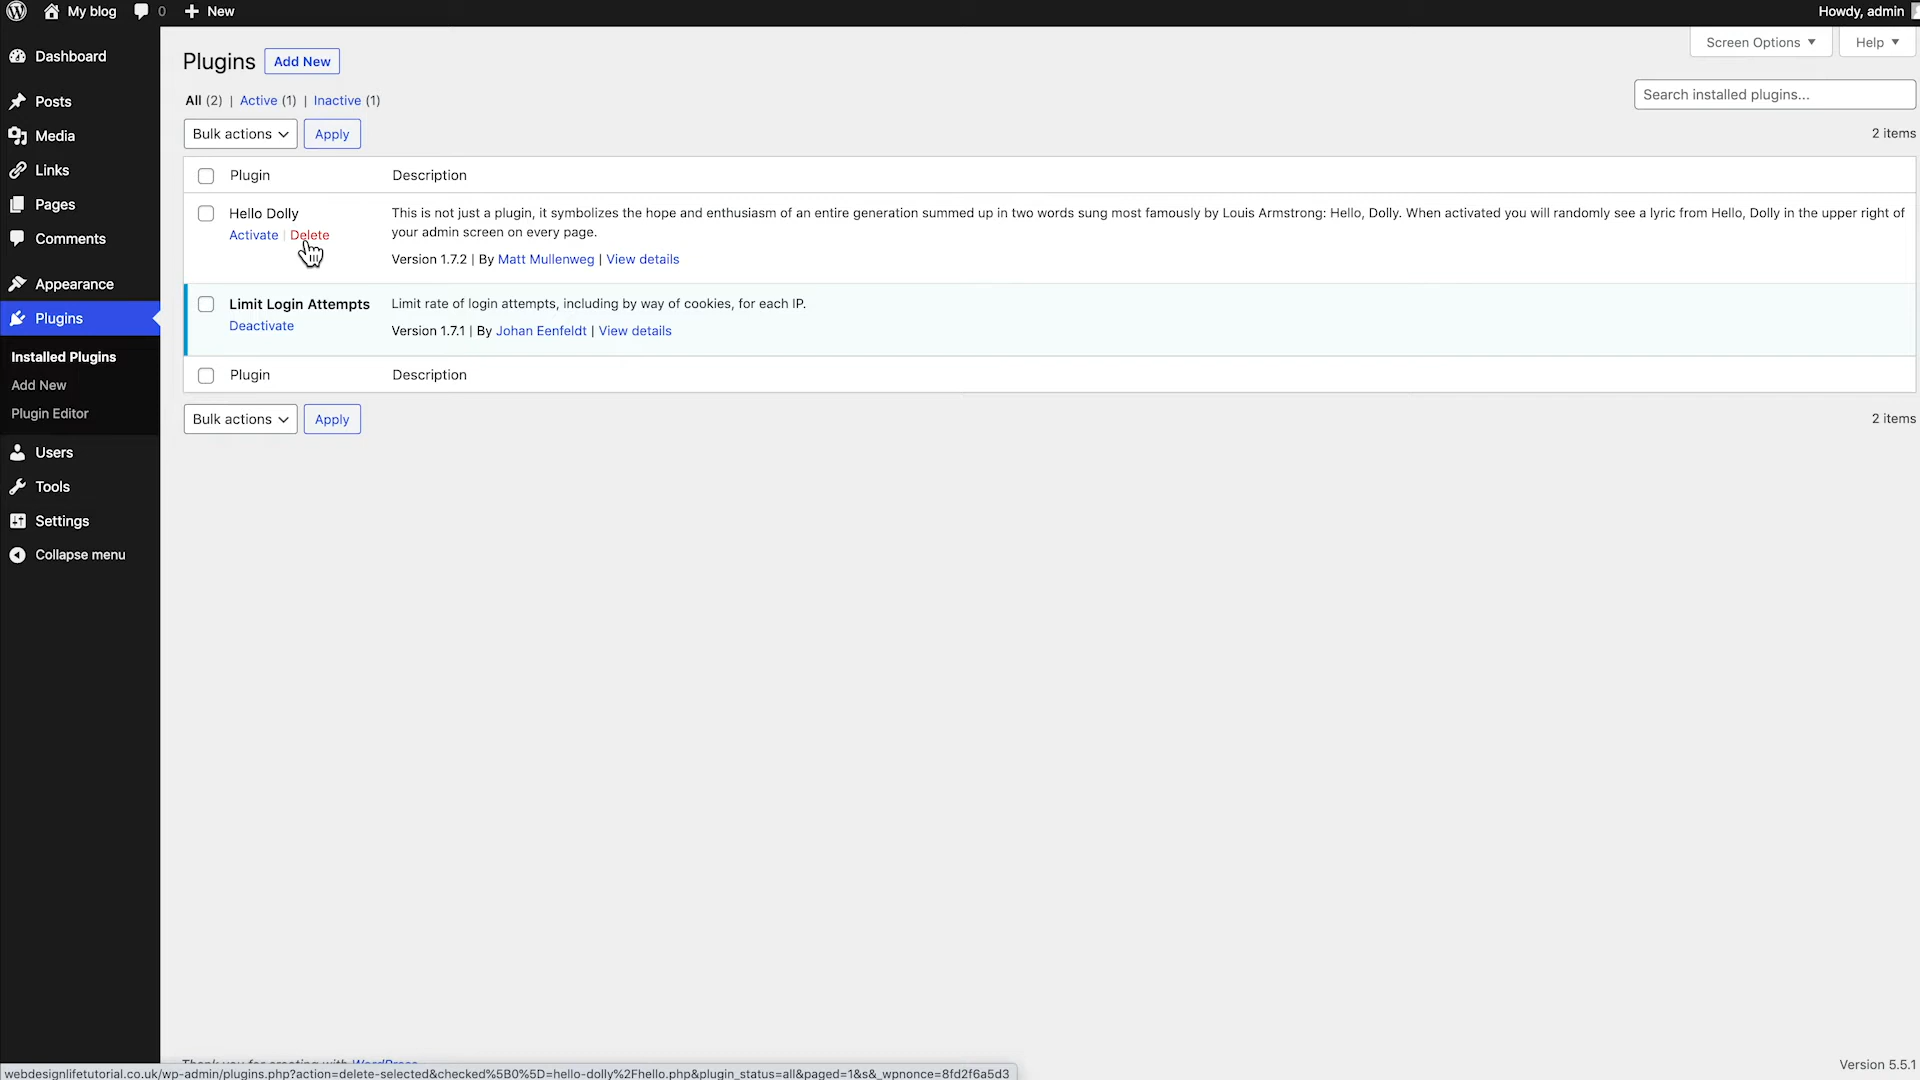 My blog 0 New Howdy, admin
Dashboard
Posts
Media
Links
Pages
Comments
Appearance
Plugins
Installed Plugins
Add New
Plugin Editor
Users
Tools
Settings
Collapse menu
Screen Options Help
Plugins Add New
All (2) | Active (1) | Inactive (1)
Search installed plugins...
Bulk actions Apply 2 items
Plugin Description
Hello Dolly
Activate | Delete
This is not just a plugin, it symbolizes the hope and enthusiasm of an entire generation summed up in two words sung most famously by Louis Armstrong: Hello, Dolly. When activated you will randomly see a lyric from Hello, Dolly in the upper right of
your admin screen on every page.
Version 1.7.2 | By Matt Mullenweg | View details
Limit Login Attempts
Deactivate
Limit rate of login attempts, including by way of cookies, for each IP.
Version 1.7.1 | By Johan Eenfeldt | View details
Plugin Description
Bulk actions Apply 2 items
Thank you for creating with WordPress
Version 5.5.1
webdesignlifetutorial.co.uk/wp-admin/plugins.php?action=delete-selected&checked%5B0%5D=hello-dolly%2Fhello.php&plugin_status=all&paged=1&s&_wpnonce=8fd2f6a5d3